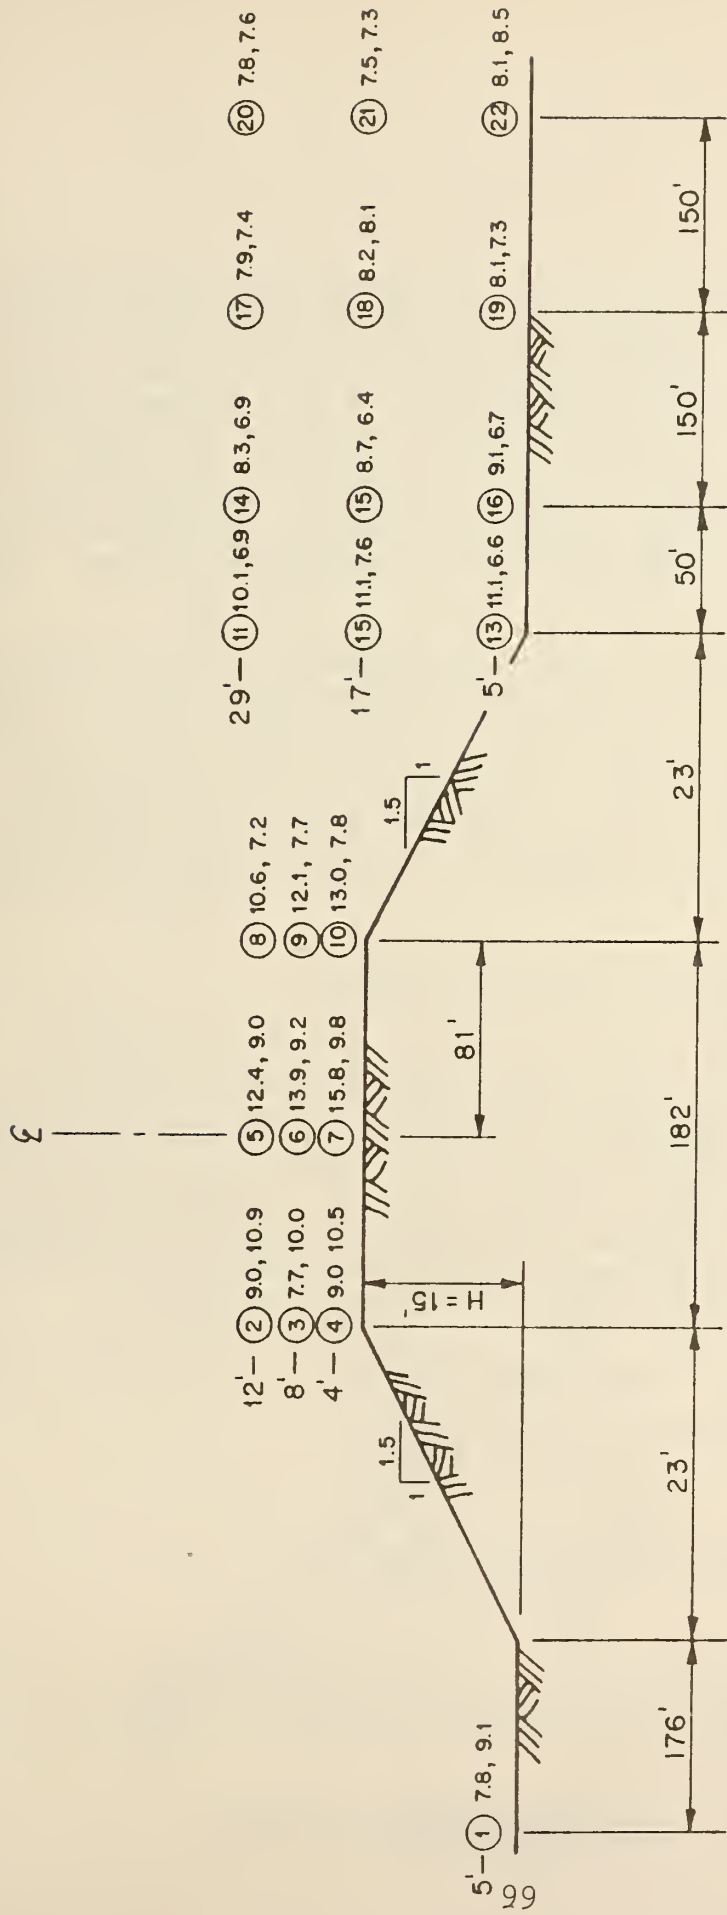 ℄
12'— ② 9.0, 10.9
8'— ③ 7.7, 10.0
4'— ④ 9.0 10.5
⑤ 12.4, 9.0
⑥ 13.9, 9.2
⑦ 15.8, 9.8
⑧ 10.6, 7.2
⑨ 12.1, 7.7
⑩ 13.0, 7.8
29'— ⑪ 10.1, 6.9 ⑭ 8.3, 6.9
17'— ⑮ 11.1, 7.6 ⑮ 8.7, 6.4
5'— ⑬ 11.1, 6.6 ⑯ 9.1, 6.7
⑰ 7.9, 7.4
⑱ 8.2, 8.1
⑲ 8.1, 7.3
⑳ 7.8, 7.6
㉑ 7.5, 7.3
㉒ 8.1, 8.5
5'— ① 7.8, 9.1
1.5
1
H = 15'
81'
1.5
1
176'
23'
182'
23'
50'
150'
150'
66